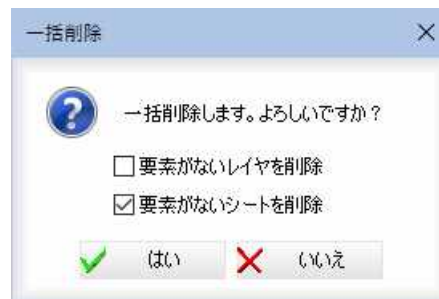 一括削除
一括削除します。よろしいですか？
要素がないレイヤを削除
要素がないシートを削除
はい いいえ